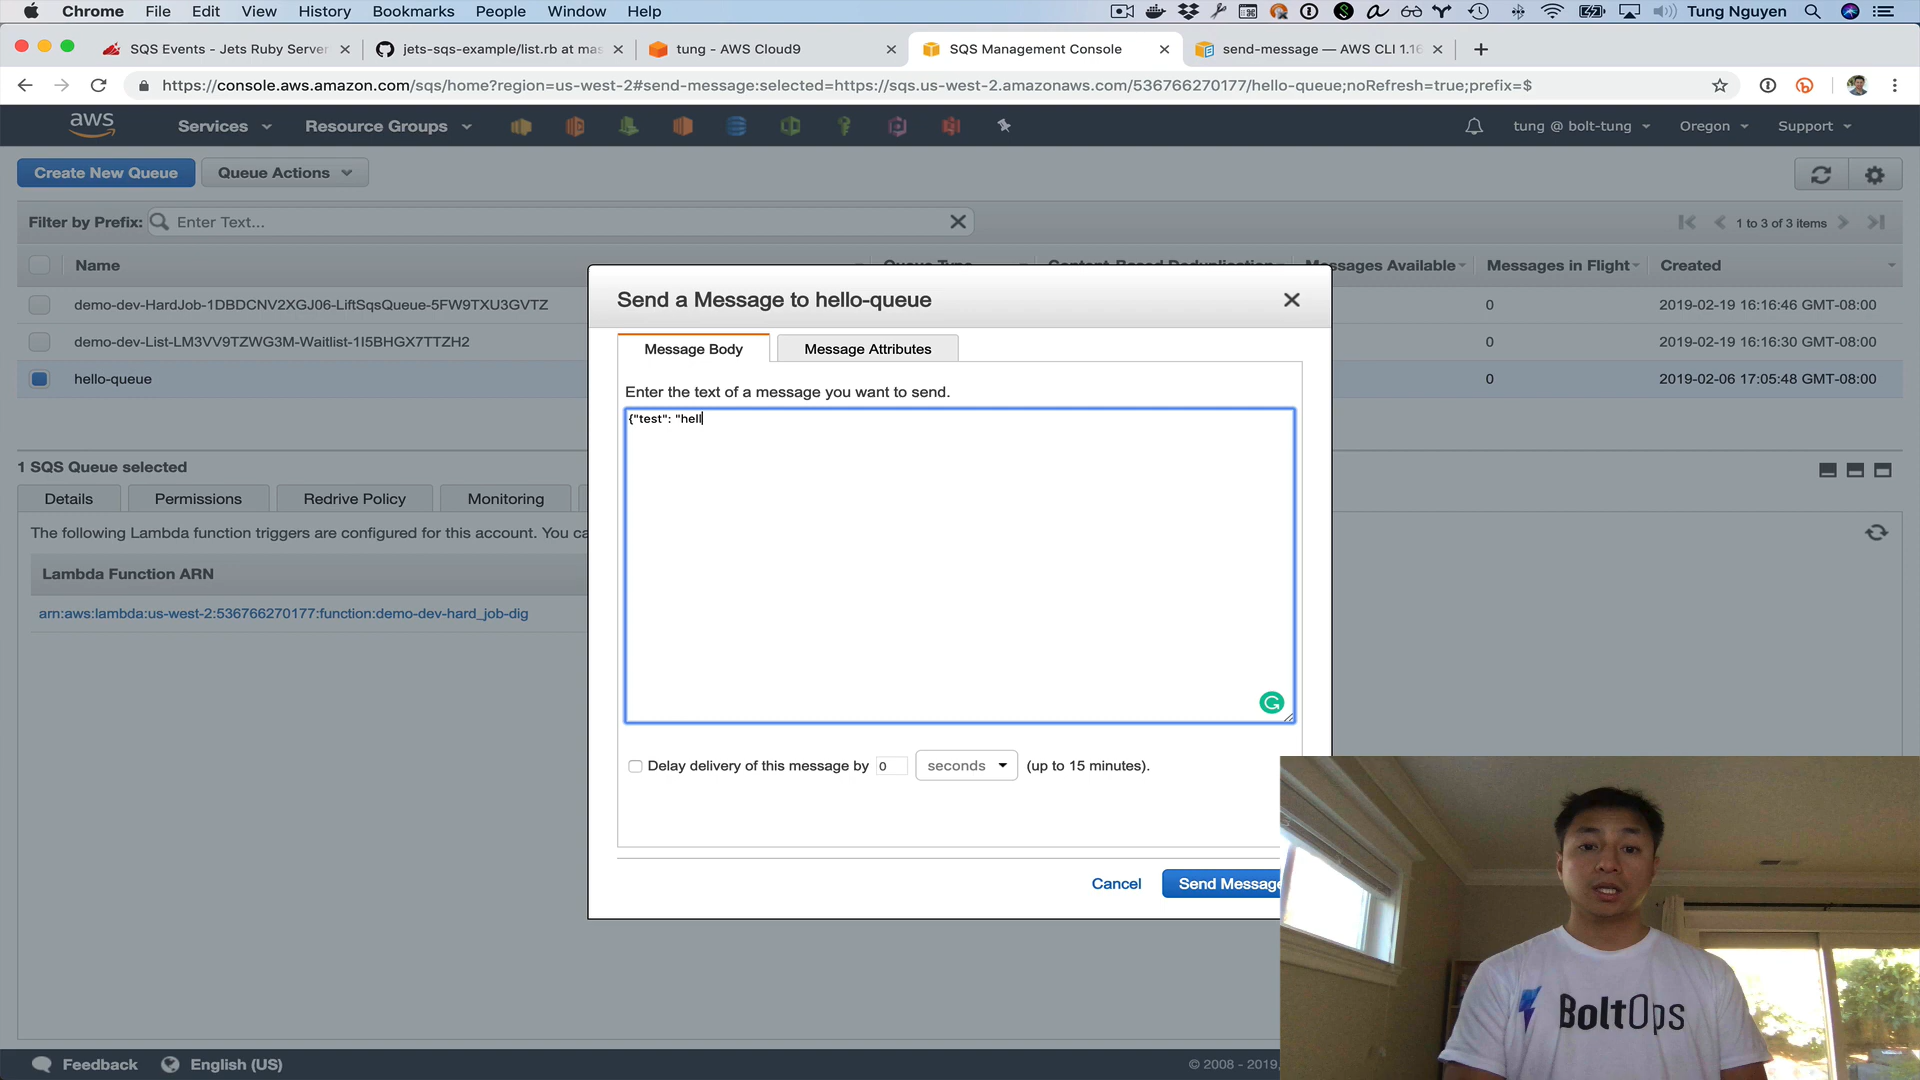 Chrome File Edit View History Bookmarks People Window Help Tung Nguyen
SQS Events - Jets Ruby Server
jets-sqs-example/list.rb at mas
tung - AWS Cloud9
SQS Management Console
send-message — AWS CLI 1.16
https://console.aws.amazon.com/sqs/home?region=us-west-2#send-message:selected=https://sqs.us-west-2.amazonaws.com/536766270177/hello-queue;noRefresh=true;prefix=$
aws Services Resource Groups tung @ bolt-tung Oregon Support
Create New Queue Queue Actions
Filter by Prefix: Enter Text... 1 to 3 of 3 items
Name Queue Type Content-Based Deduplication Messages Available Messages in Flight Created
demo-dev-HardJob-1DBDCNV2XGJ06-LiftSqsQueue-5FW9TXU3GVTZ 0 2019-02-19 16:16:46 GMT-08:00
demo-dev-List-LM3VV9TZWG3M-Waitlist-1I5BHGX7TTZH2 0 2019-02-19 16:16:30 GMT-08:00
hello-queue 0 2019-02-06 17:05:48 GMT-08:00
Send a Message to hello-queue
Message Body Message Attributes
Enter the text of a message you want to send.
{"test": "hell
Delay delivery of this message by 0 seconds (up to 15 minutes).
Cancel Send Message
1 SQS Queue selected
Details Permissions Redrive Policy Monitoring
The following Lambda function triggers are configured for this account. You ca
Lambda Function ARN
arn:aws:lambda:us-west-2:536766270177:function:demo-dev-hard_job-dig
BoltOps
Feedback English (US) © 2008 - 2019,